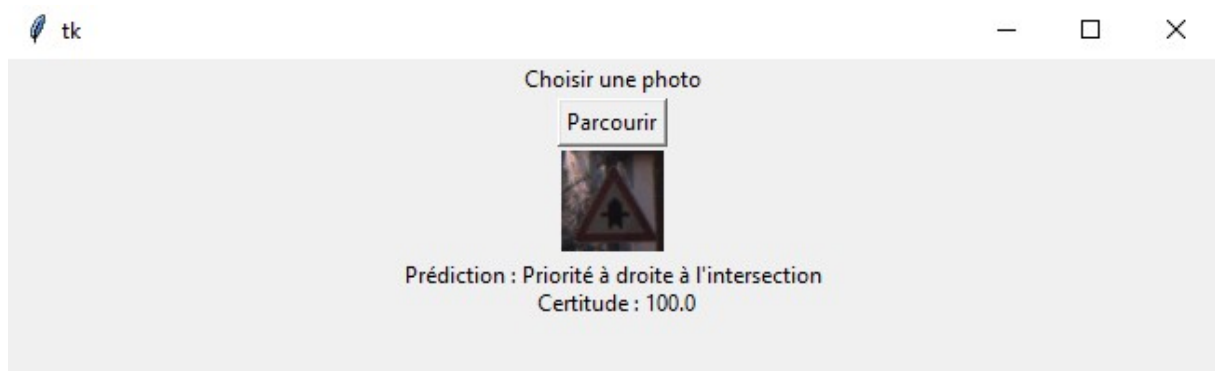 tk
Choisir une photo
Parcourir
Prédiction : Priorité à droite à l'intersection
Certitude : 100.0